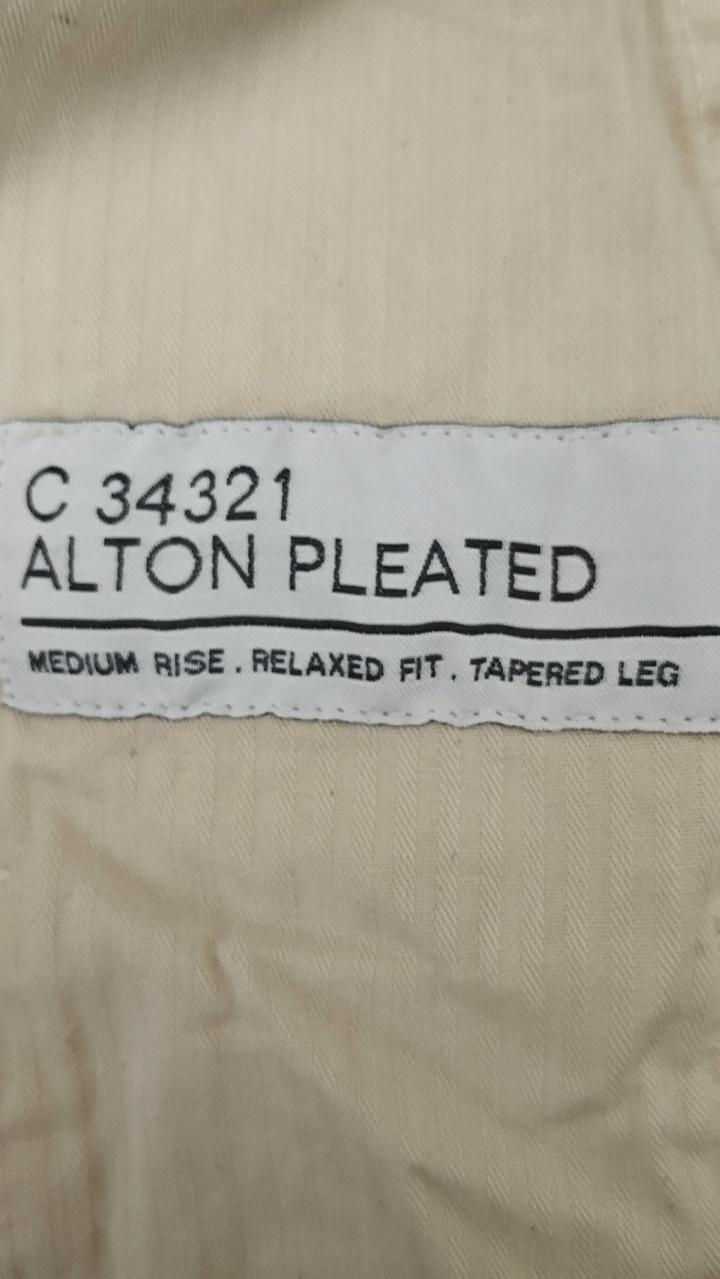 C 34321
ALTON PLEATED
MEDIUM RISE . RELAXED FIT . TAPERED LEG